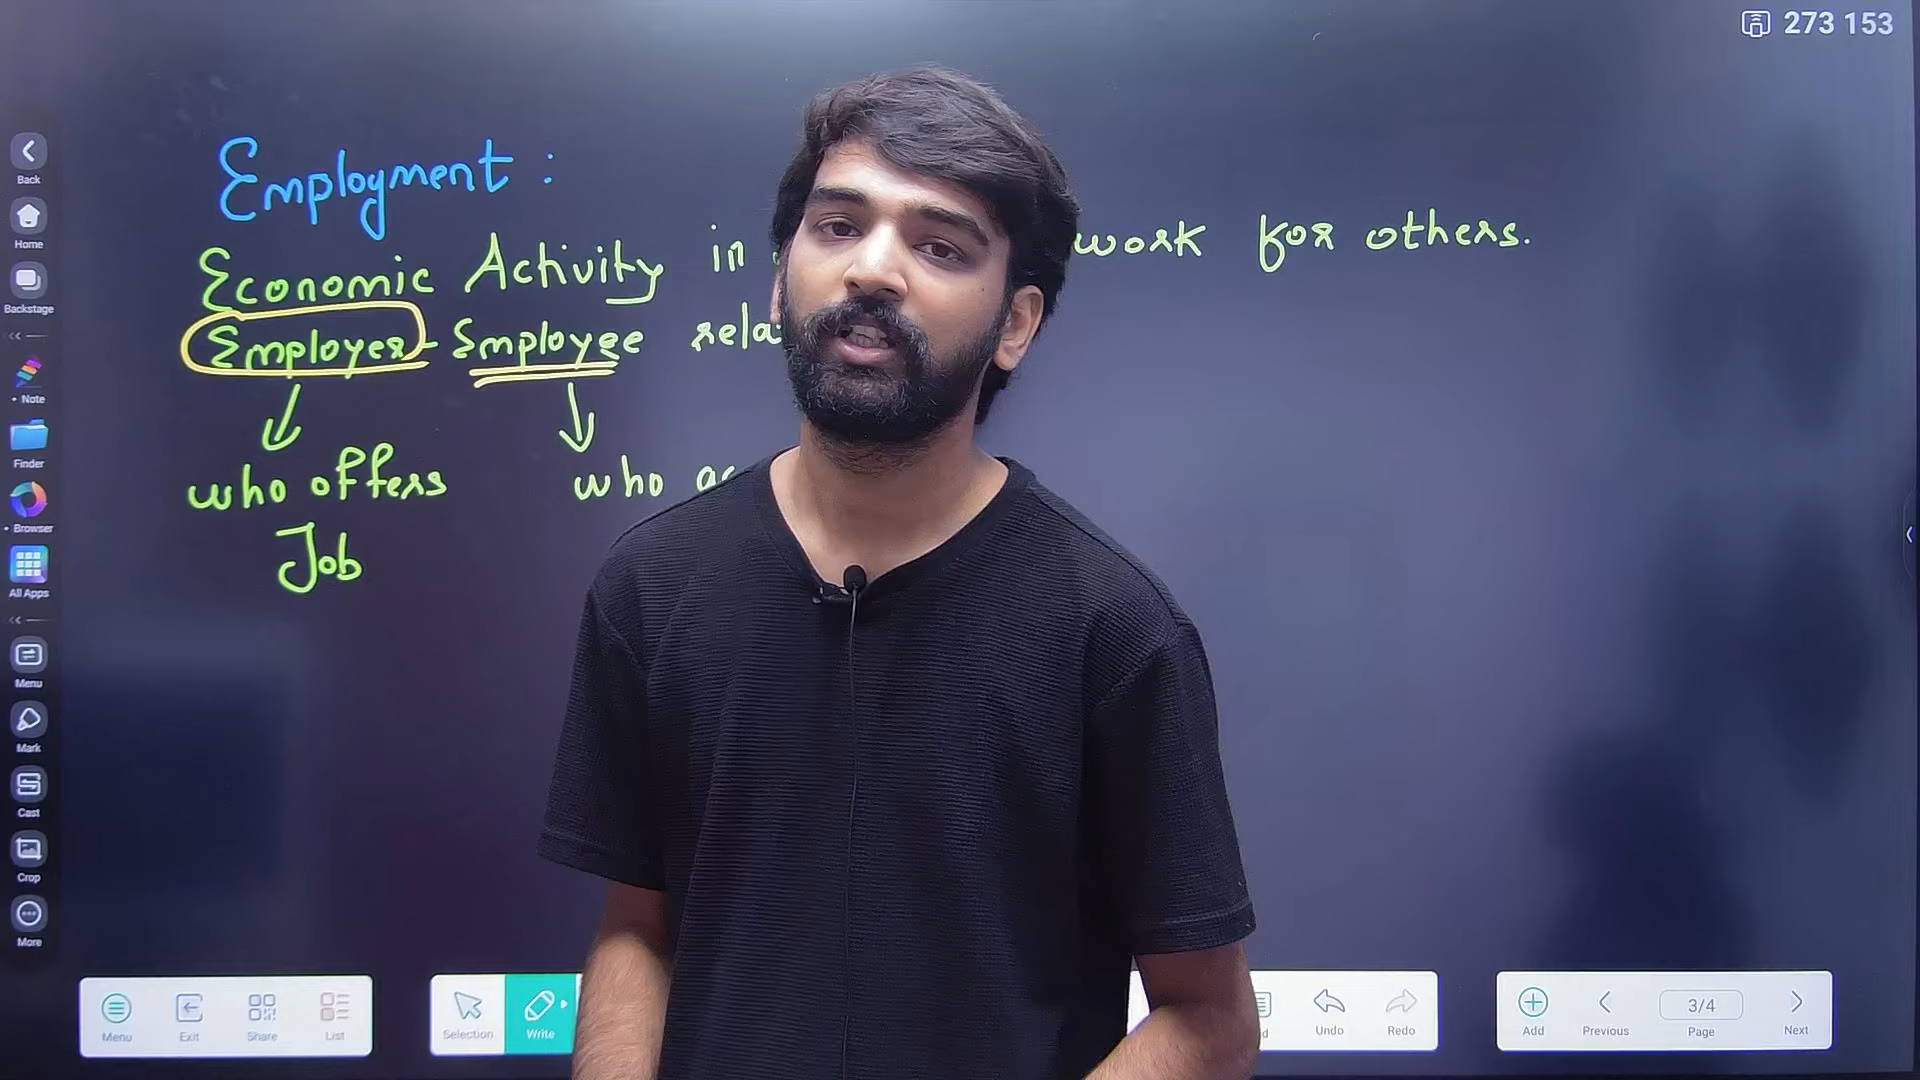 273 153
Employment :
Economic Activity in work for others.
Employer - Employee
who offers who
Job
Back
Home
Backstage
Note
Finder
Browser
All Apps
Menu
Mark
Cast
Crop
More
Menu Exit Share List Selection Write Undo Redo Add Previous 3/4 Page Next